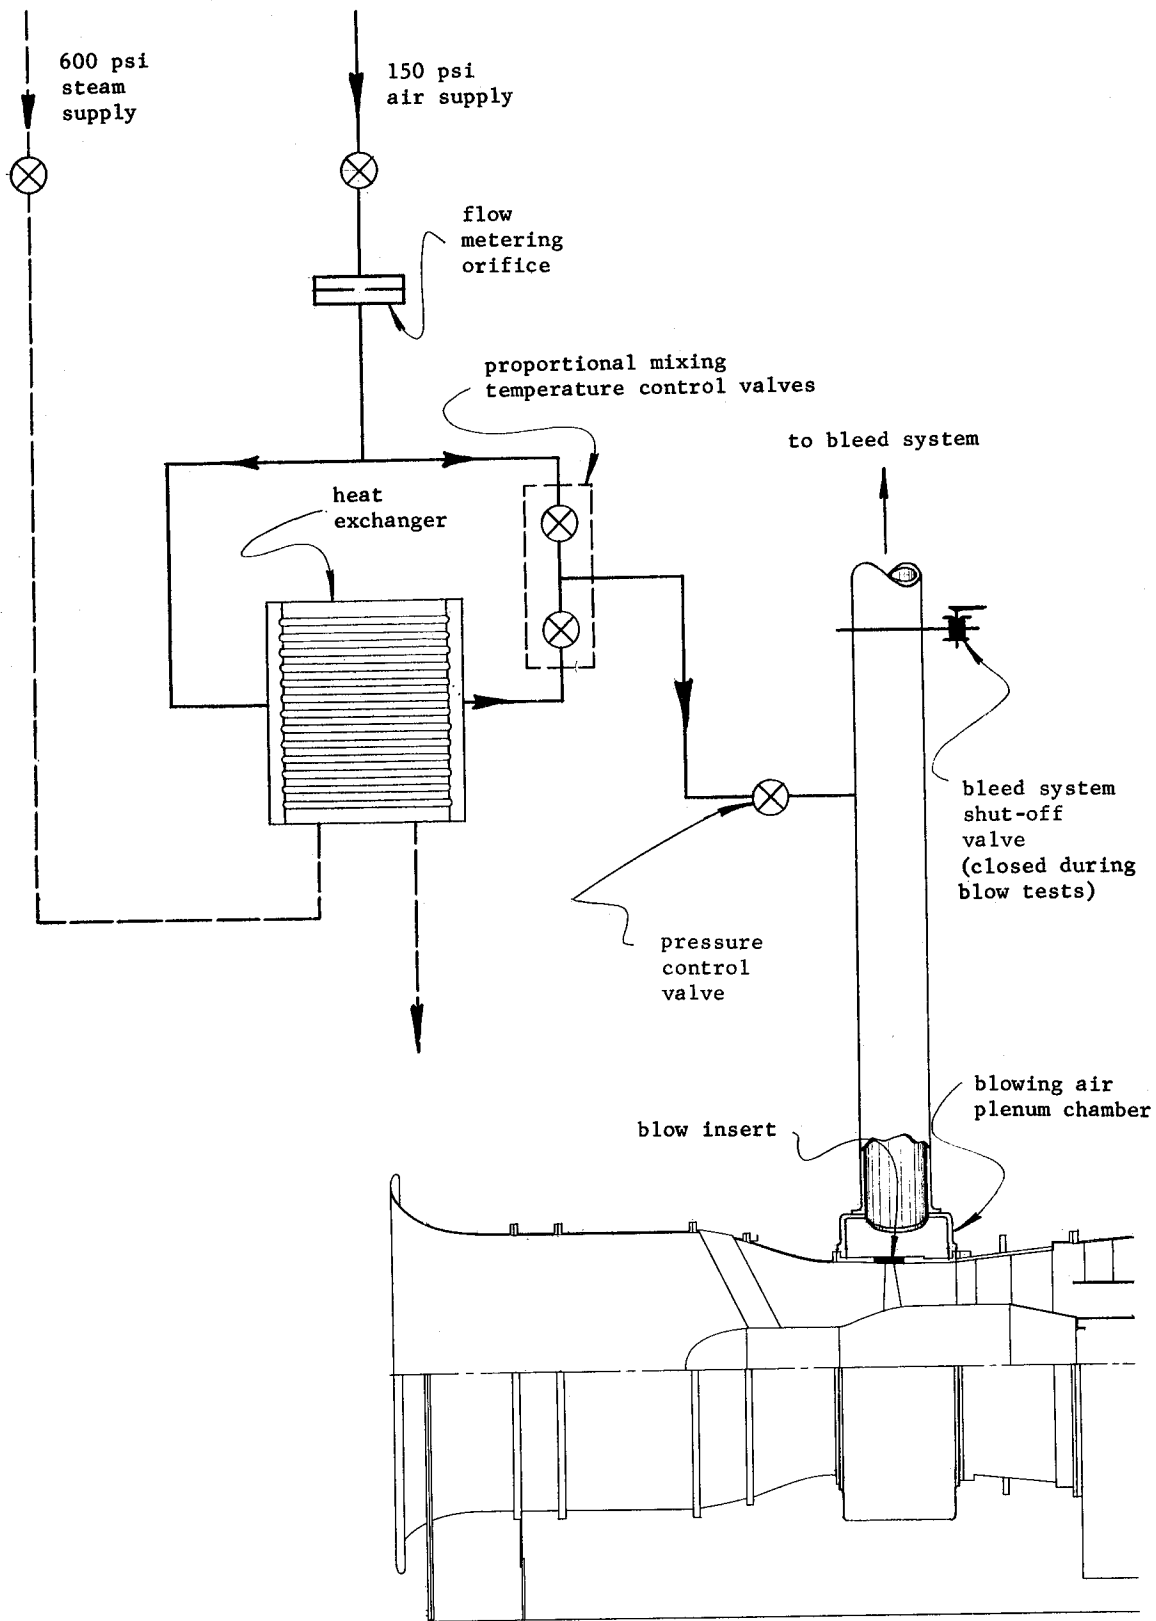 600 psi
steam
supply
150 psi
air supply
flow
metering
orifice
proportional mixing
temperature control valves
to bleed system
heat
exchanger
bleed system
shut-off
valve
(closed during
blow tests)
pressure
control
valve
blowing air
plenum chamber
blow insert